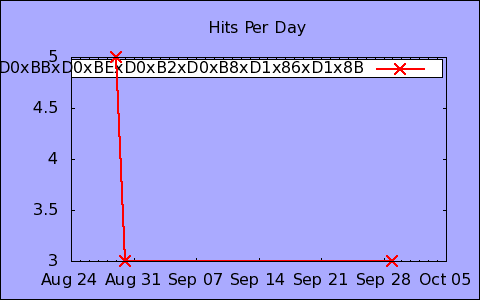 Hits Per Day
D0xBBxD0xBExD0xB2xD0xB8xD1x86xD1x8B
5
4.5
4
3.5
3
Aug 24 Aug 31 Sep 07 Sep 14 Sep 21 Sep 28 Oct 05